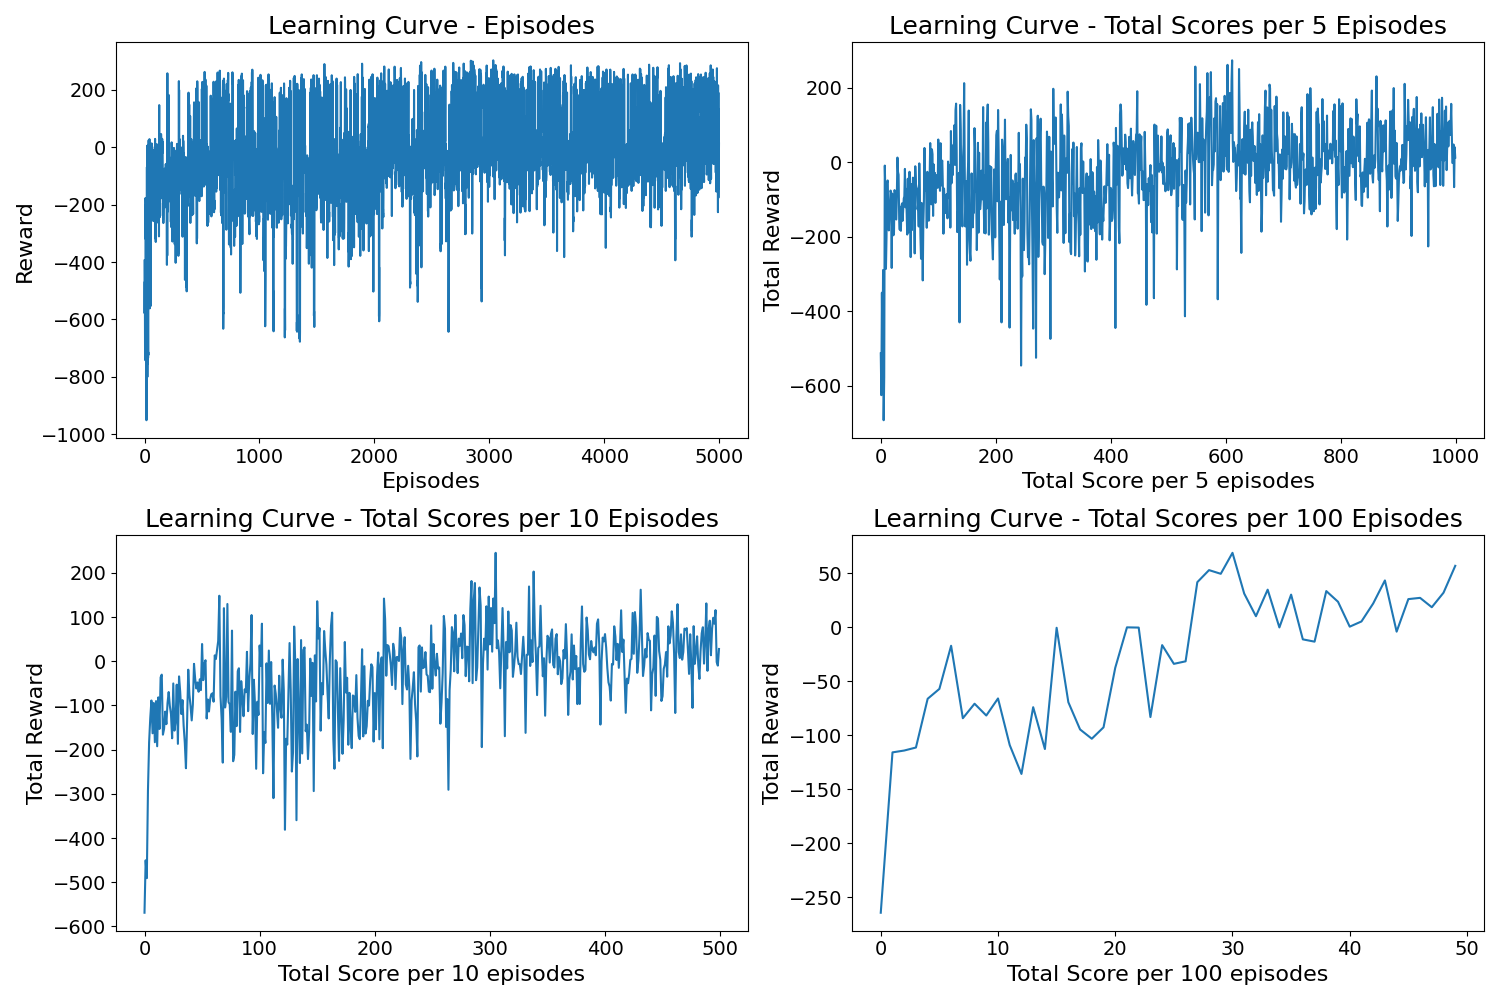 Learning Curve - Episodes
200
0
−200
−400
−600
−800
−1000
Reward
0 1000 2000 3000 4000 5000
Episodes
Learning Curve - Total Scores per 5 Episodes
200
0
−200
−400
−600
Total Reward
0 200 400 600 800 1000
Total Score per 5 episodes
Learning Curve - Total Scores per 10 Episodes
200
100
0
−100
−200
−300
−400
−500
−600
Total Reward
0 100 200 300 400 500
Total Score per 10 episodes
Learning Curve - Total Scores per 100 Episodes
50
0
−50
−100
−150
−200
−250
Total Reward
0 10 20 30 40 50
Total Score per 100 episodes